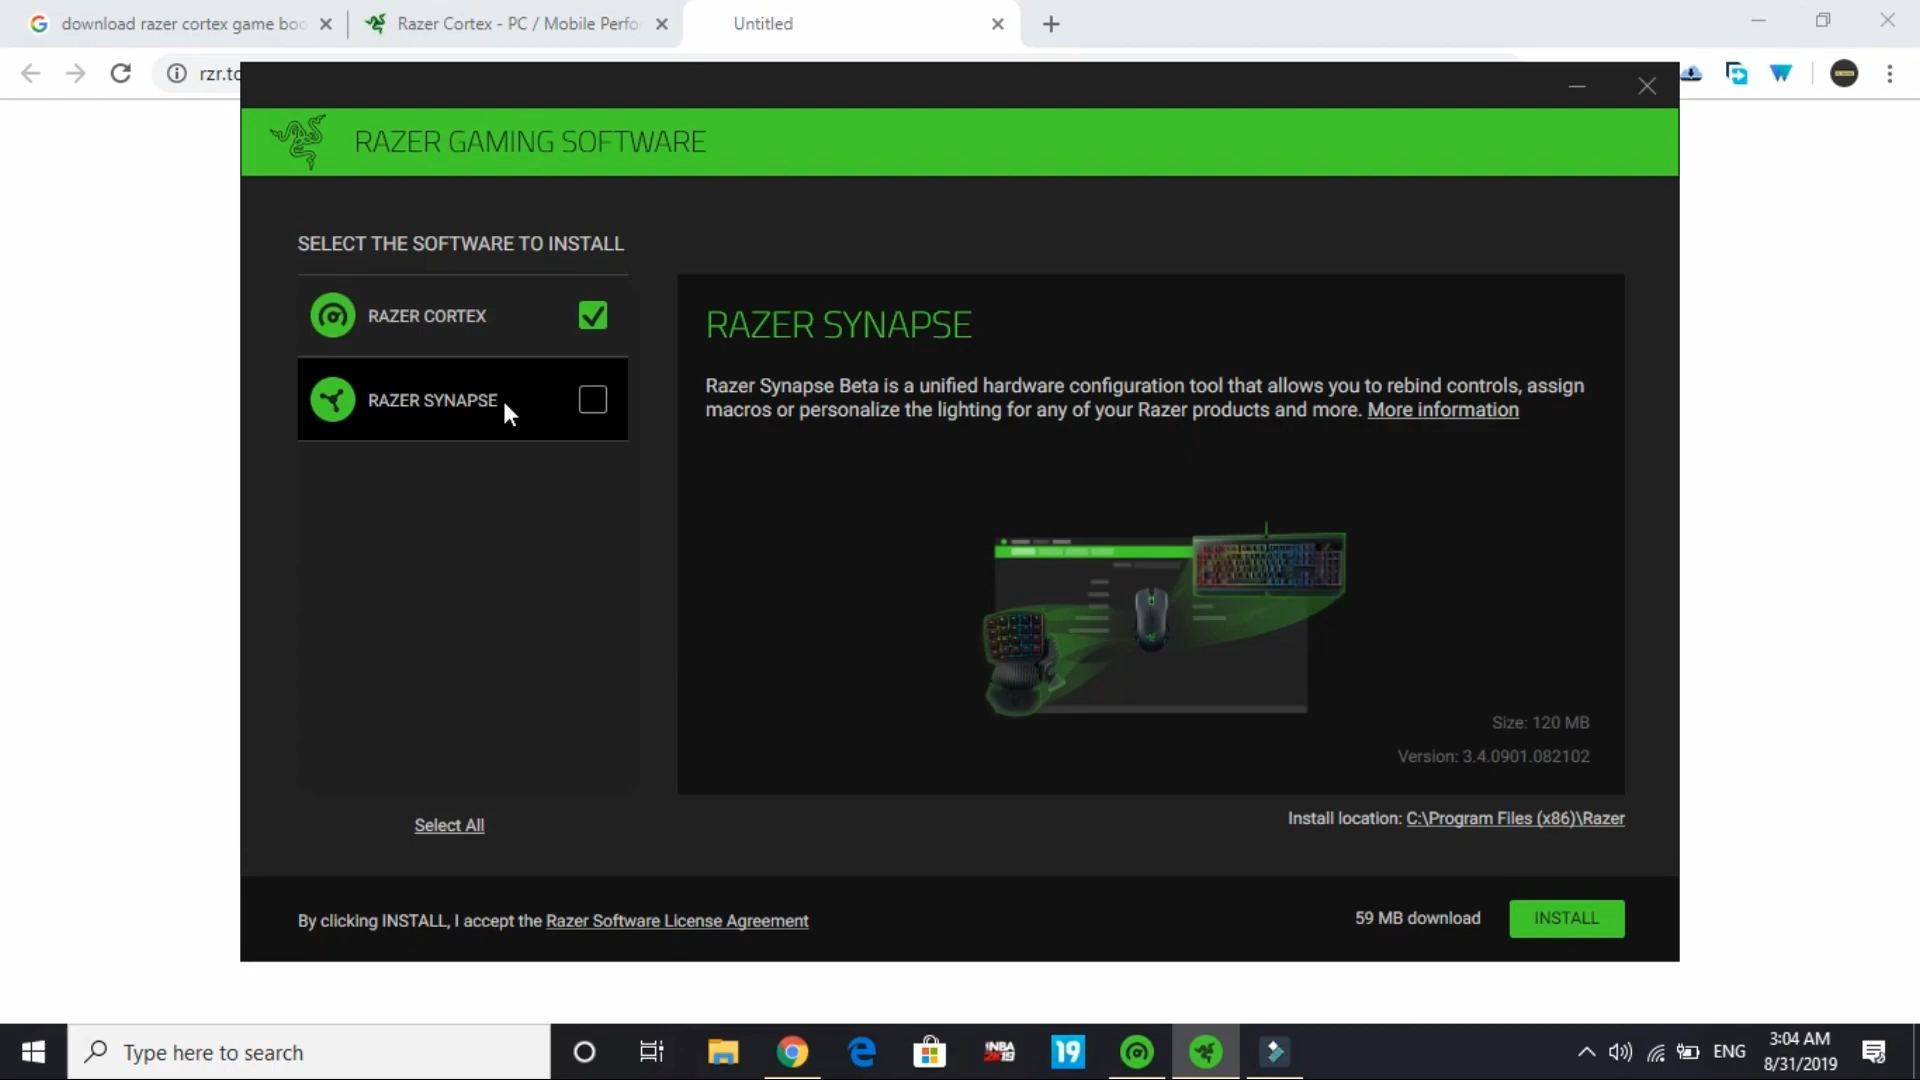 download razer cortex game boo
Razer Cortex - PC / Mobile Perfo
Untitled
rzr.to
RAZER GAMING SOFTWARE
SELECT THE SOFTWARE TO INSTALL
RAZER CORTEX
RAZER SYNAPSE
RAZER SYNAPSE
Razer Synapse Beta is a unified hardware configuration tool that allows you to rebind controls, assign
macros or personalize the lighting for any of your Razer products and more. More information
Size: 120 MB
Version: 3.4.0901.082102
Select All
Install location: C:\Program Files (x86)\Razer
By clicking INSTALL, I accept the Razer Software License Agreement
59 MB download
INSTALL
Type here to search
NBA
2K19
19
ENG
3:04 AM
8/31/2019